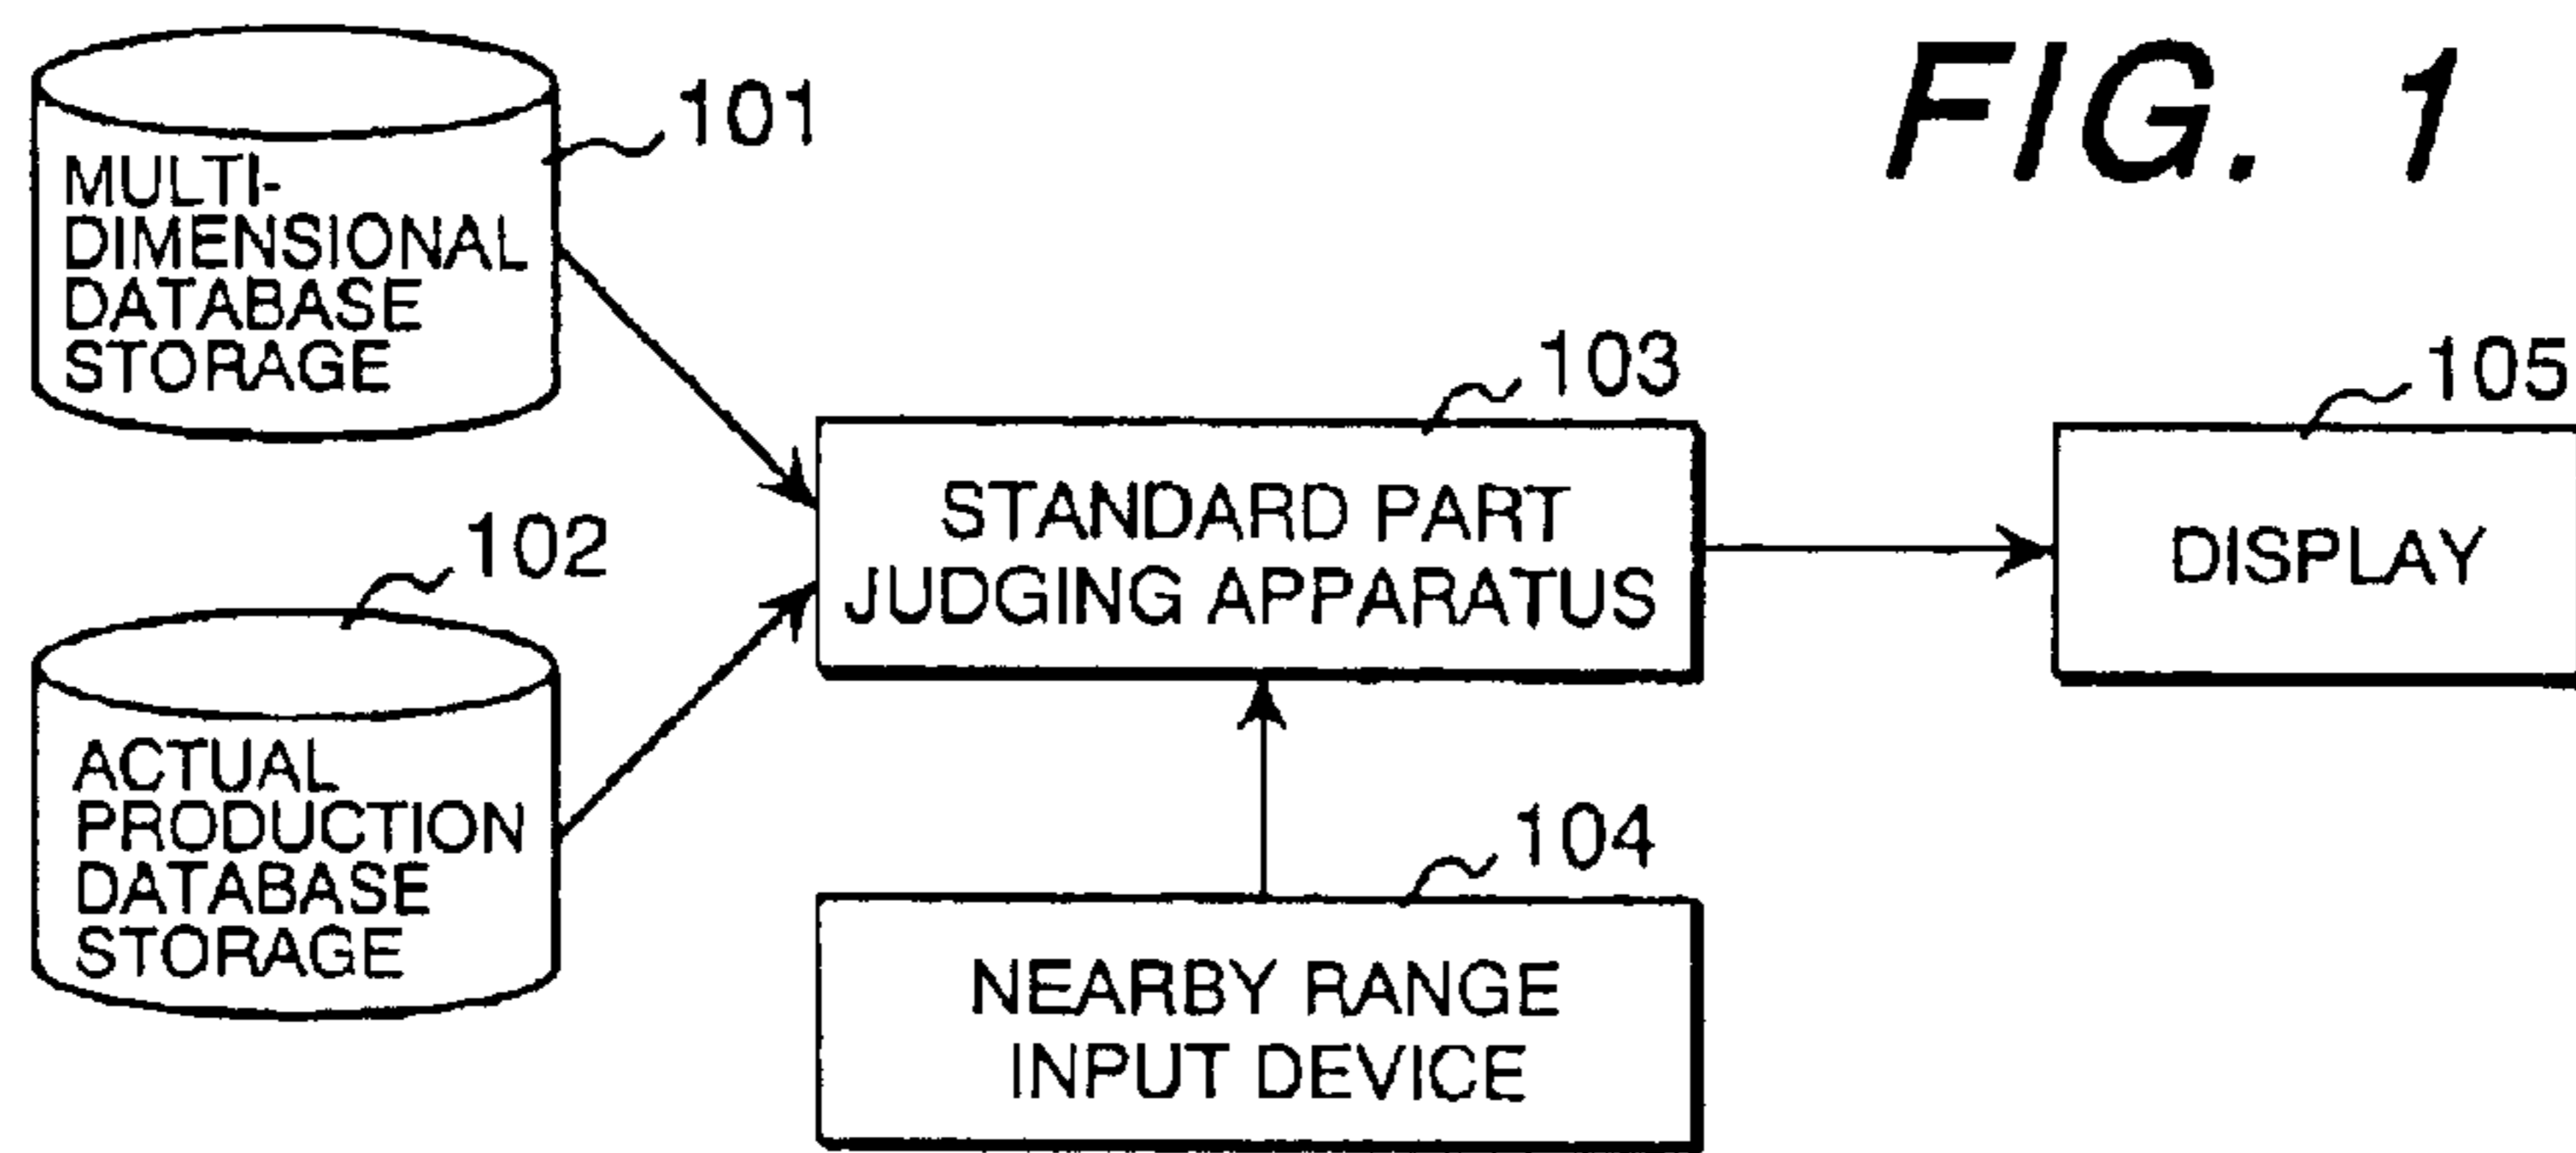 FIG. 1
101
MULTI-
DIMENSIONAL
DATABASE
STORAGE
102
ACTUAL
PRODUCTION
DATABASE
STORAGE
103
STANDARD PART
JUDGING APPARATUS
104
NEARBY RANGE
INPUT DEVICE
105
DISPLAY